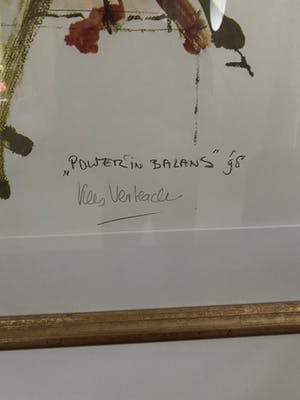 „POWER IN BALANS” '98
Kees Verkade